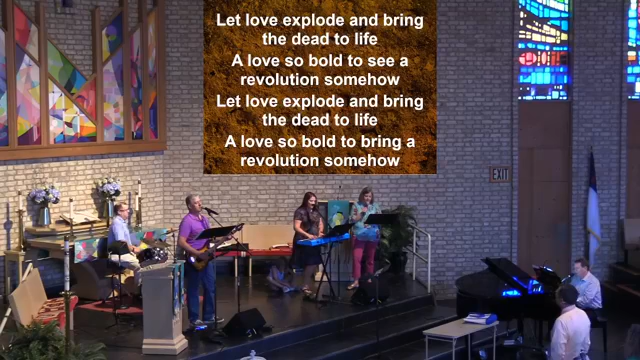 Let love explode and bring
the dead to life
A love so bold to see a
revolution somehow
Let love explode and bring
the dead to life
A love so bold to bring a
revolution somehow
EXIT